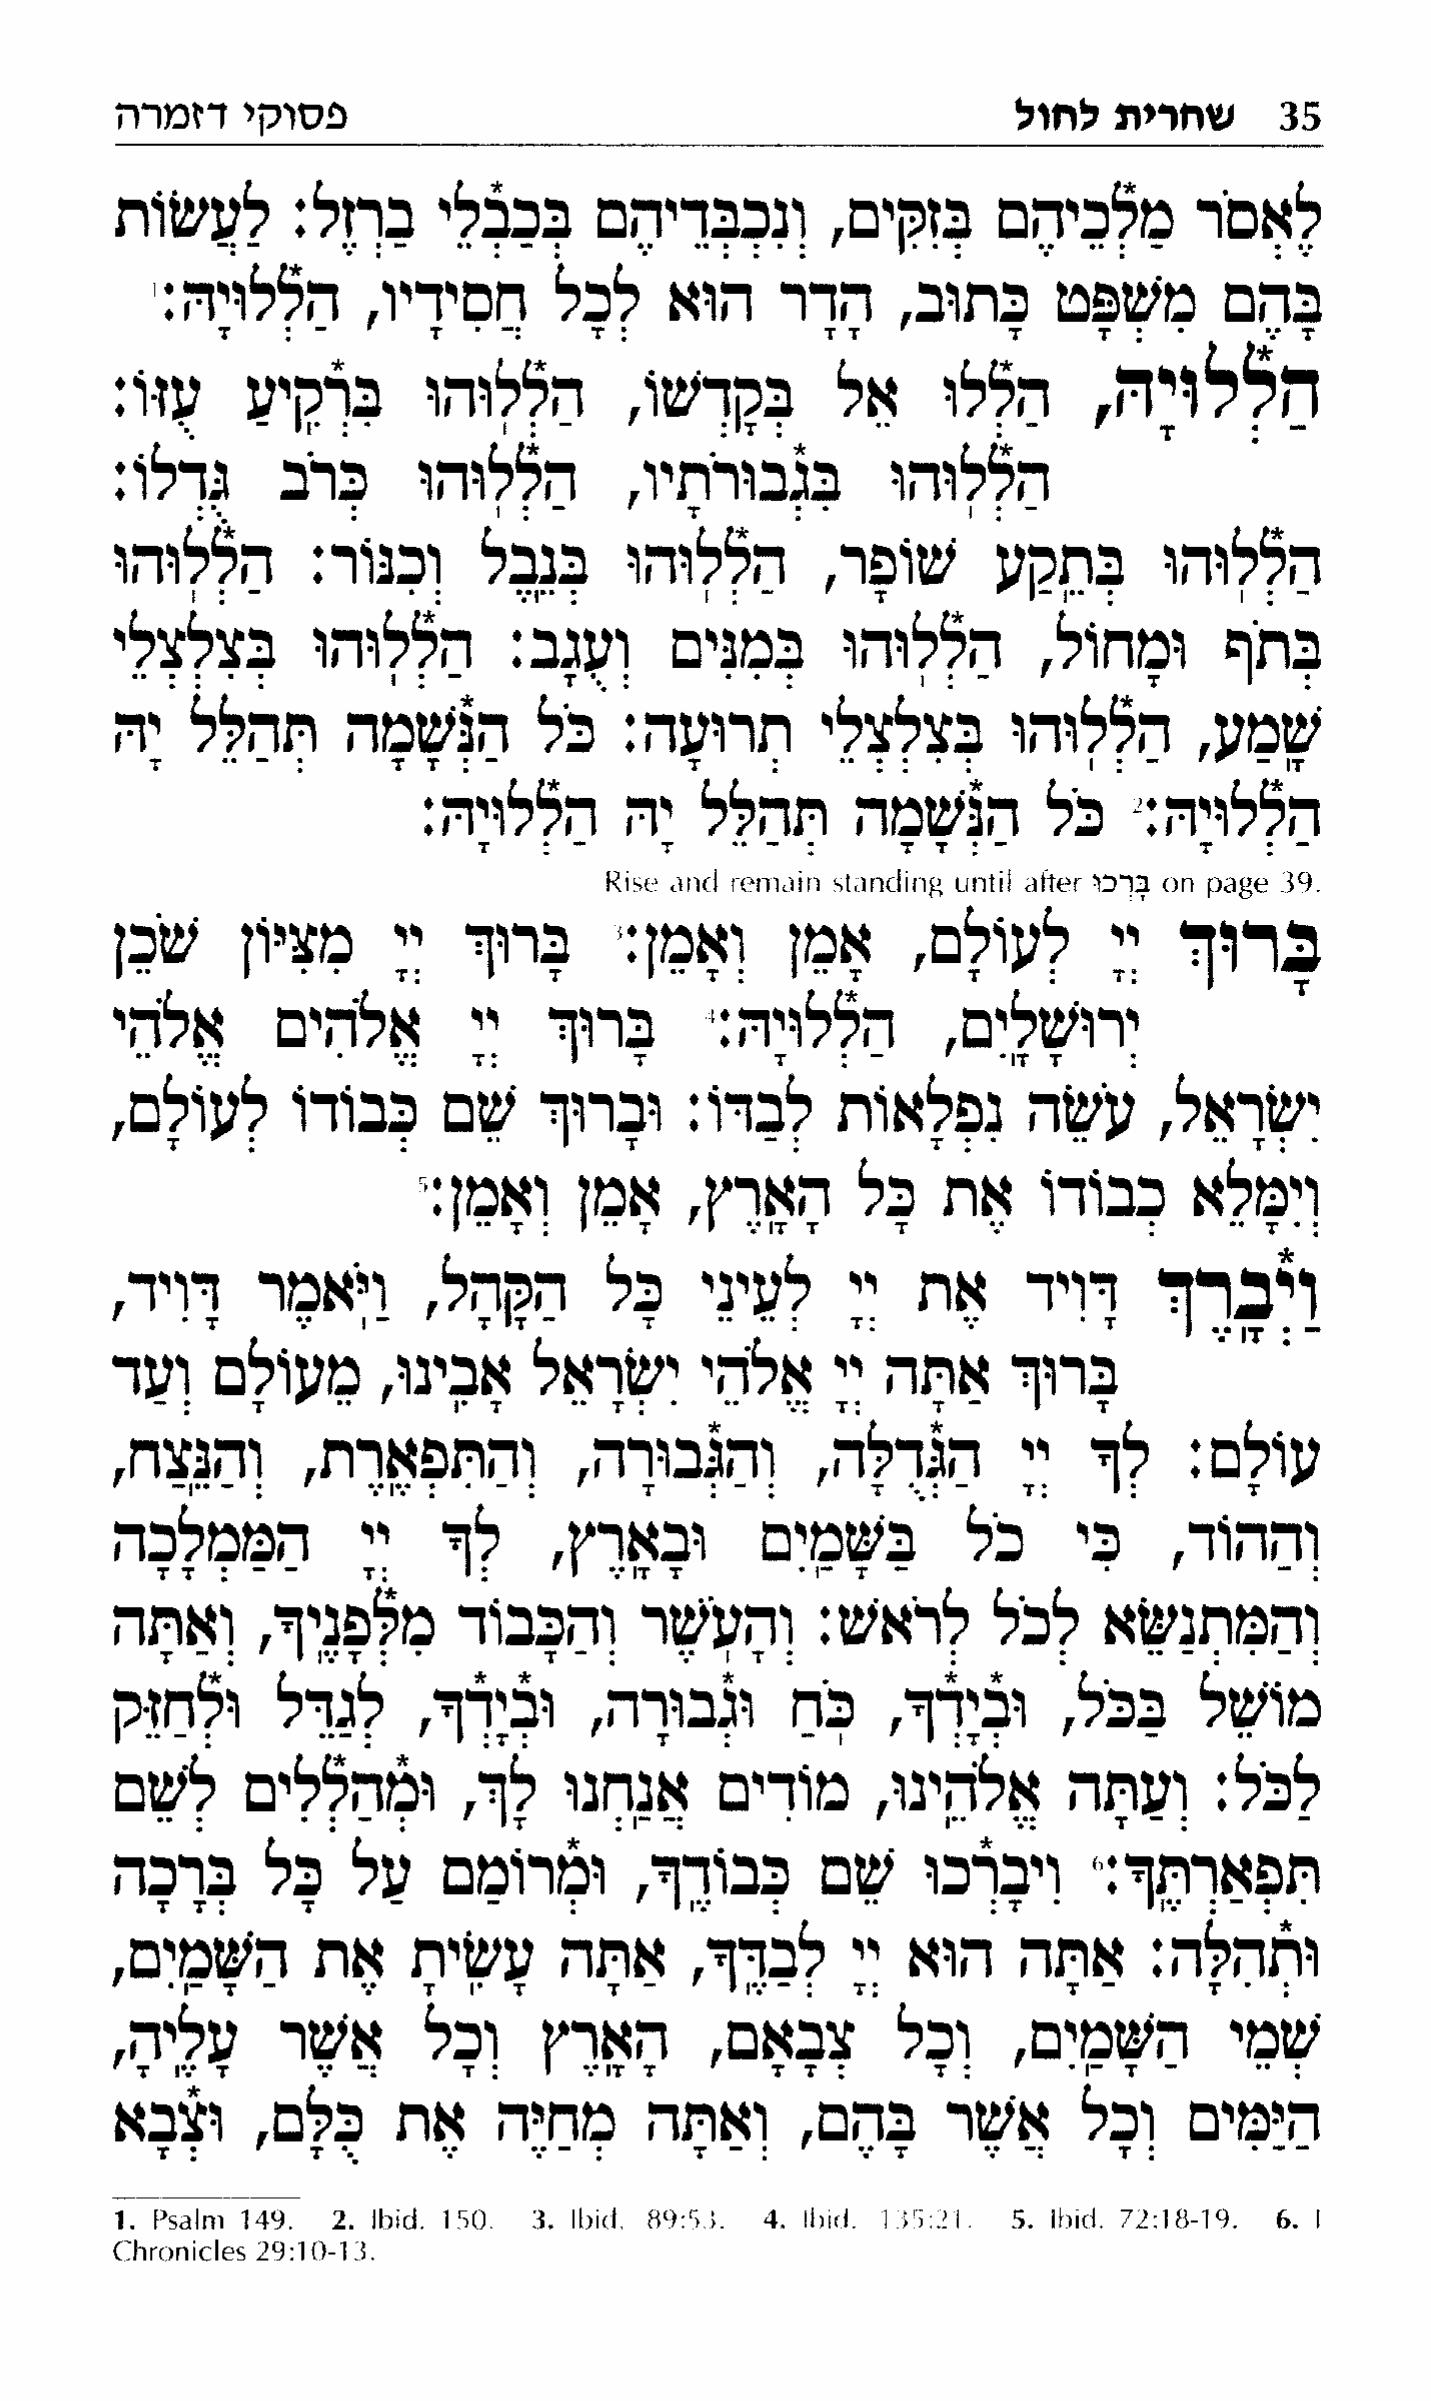 35 שחרית לחול פסוקי דזמרה
לֶאְסֹר מַלְכֵיהֶם בְּזִקִּים, וְנִכְבְּדֵיהֶם בְּכַבְלֵי בַרְזֶל: לַעֲשׂוֹת
בָּהֶם מִשְׁפָּט כָּתוּב, הָדָר הוּא לְכָל חֲסִידָיו, הַלְלוּיָהּ:¹
הַלְלוּיָהּ, הַלְלוּ אֵל בְּקָדְשׁוֹ, הַלְלוּהוּ בִּרְקִיעַ עֻזּוֹ:
הַלְלוּהוּ בִּגְבוּרֹתָיו, הַלְלוּהוּ כְּרֹב גֻּדְלוֹ:
הַלְלוּהוּ בְּתֵקַע שׁוֹפָר, הַלְלוּהוּ בְּנֵבֶל וְכִנּוֹר: הַלְלוּהוּ
בְּתֹף וּמָחוֹל, הַלְלוּהוּ בְּמִנִּים וְעֻגָב: הַלְלוּהוּ בְּצִלְצְלֵי
שָׁמַע, הַלְלוּהוּ בְּצִלְצְלֵי תְרוּעָה: כֹּל הַנְּשָׁמָה תְּהַלֵּל יָהּ
הַלְלוּיָהּ:² כֹּל הַנְּשָׁמָה תְּהַלֵּל יָהּ הַלְלוּיָהּ:
Rise and remain standing until after בָּרְכוּ on page 39.
בָּרוּךְ יְיָ לְעוֹלָם, אָמֵן וְאָמֵן:³ בָּרוּךְ יְיָ מִצִּיּוֹן שֹׁכֵן
יְרוּשָׁלָיִם, הַלְלוּיָהּ:⁴ בָּרוּךְ יְיָ אֱלֹהִים אֱלֹהֵי
יִשְׂרָאֵל, עֹשֵׂה נִפְלָאוֹת לְבַדּוֹ: וּבָרוּךְ שֵׁם כְּבוֹדוֹ לְעוֹלָם,
וְיִמָּלֵא כְבוֹדוֹ אֶת כָּל הָאָרֶץ, אָמֵן וְאָמֵן:⁵
וַיְבָרֶךְ דָּוִיד אֶת יְיָ לְעֵינֵי כָּל הַקָּהָל, וַיֹּאמֶר דָּוִיד,
בָּרוּךְ אַתָּה יְיָ אֱלֹהֵי יִשְׂרָאֵל אָבִינוּ, מֵעוֹלָם וְעַד
עוֹלָם: לְךָ יְיָ הַגְּדֻלָּה, וְהַגְּבוּרָה, וְהַתִּפְאֶרֶת, וְהַנֵּצַח,
וְהַהוֹד, כִּי כֹל בַּשָּׁמַיִם וּבָאָרֶץ, לְךָ יְיָ הַמַּמְלָכָה
וְהַמִּתְנַשֵּׂא לְכֹל לְרֹאשׁ: וְהָעֹשֶׁר וְהַכָּבוֹד מִלְּפָנֶיךָ, וְאַתָּה
מוֹשֵׁל בַּכֹּל, וּבְיָדְךָ, כֹּחַ וּגְבוּרָה, וּבְיָדְךָ, לְגַדֵּל וּלְחַזֵּק
לַכֹּל: וְעַתָּה אֱלֹהֵינוּ, מוֹדִים אֲנַחְנוּ לָךְ, וּמְהַלְלִים לְשֵׁם
תִּפְאַרְתֶּךָ:⁶ וִיבָרְכוּ שֵׁם כְּבוֹדֶךָ, וּמְרוֹמַם עַל כָּל בְּרָכָה
וּתְהִלָּה: אַתָּה הוּא יְיָ לְבַדֶּךָ, אַתָּה עָשִׂיתָ אֶת הַשָּׁמַיִם,
שְׁמֵי הַשָּׁמַיִם, וְכָל צְבָאָם, הָאָרֶץ וְכָל אֲשֶׁר עָלֶיהָ,
הַיַּמִּים וְכָל אֲשֶׁר בָּהֶם, וְאַתָּה מְחַיֶּה אֶת כֻּלָּם, וּצְבָא
1. Psalm 149. 2. Ibid. 150. 3. Ibid. 89:53. 4. Ibid. 135:21. 5. Ibid. 72:18-19. 6. I
Chronicles 29:10-13.